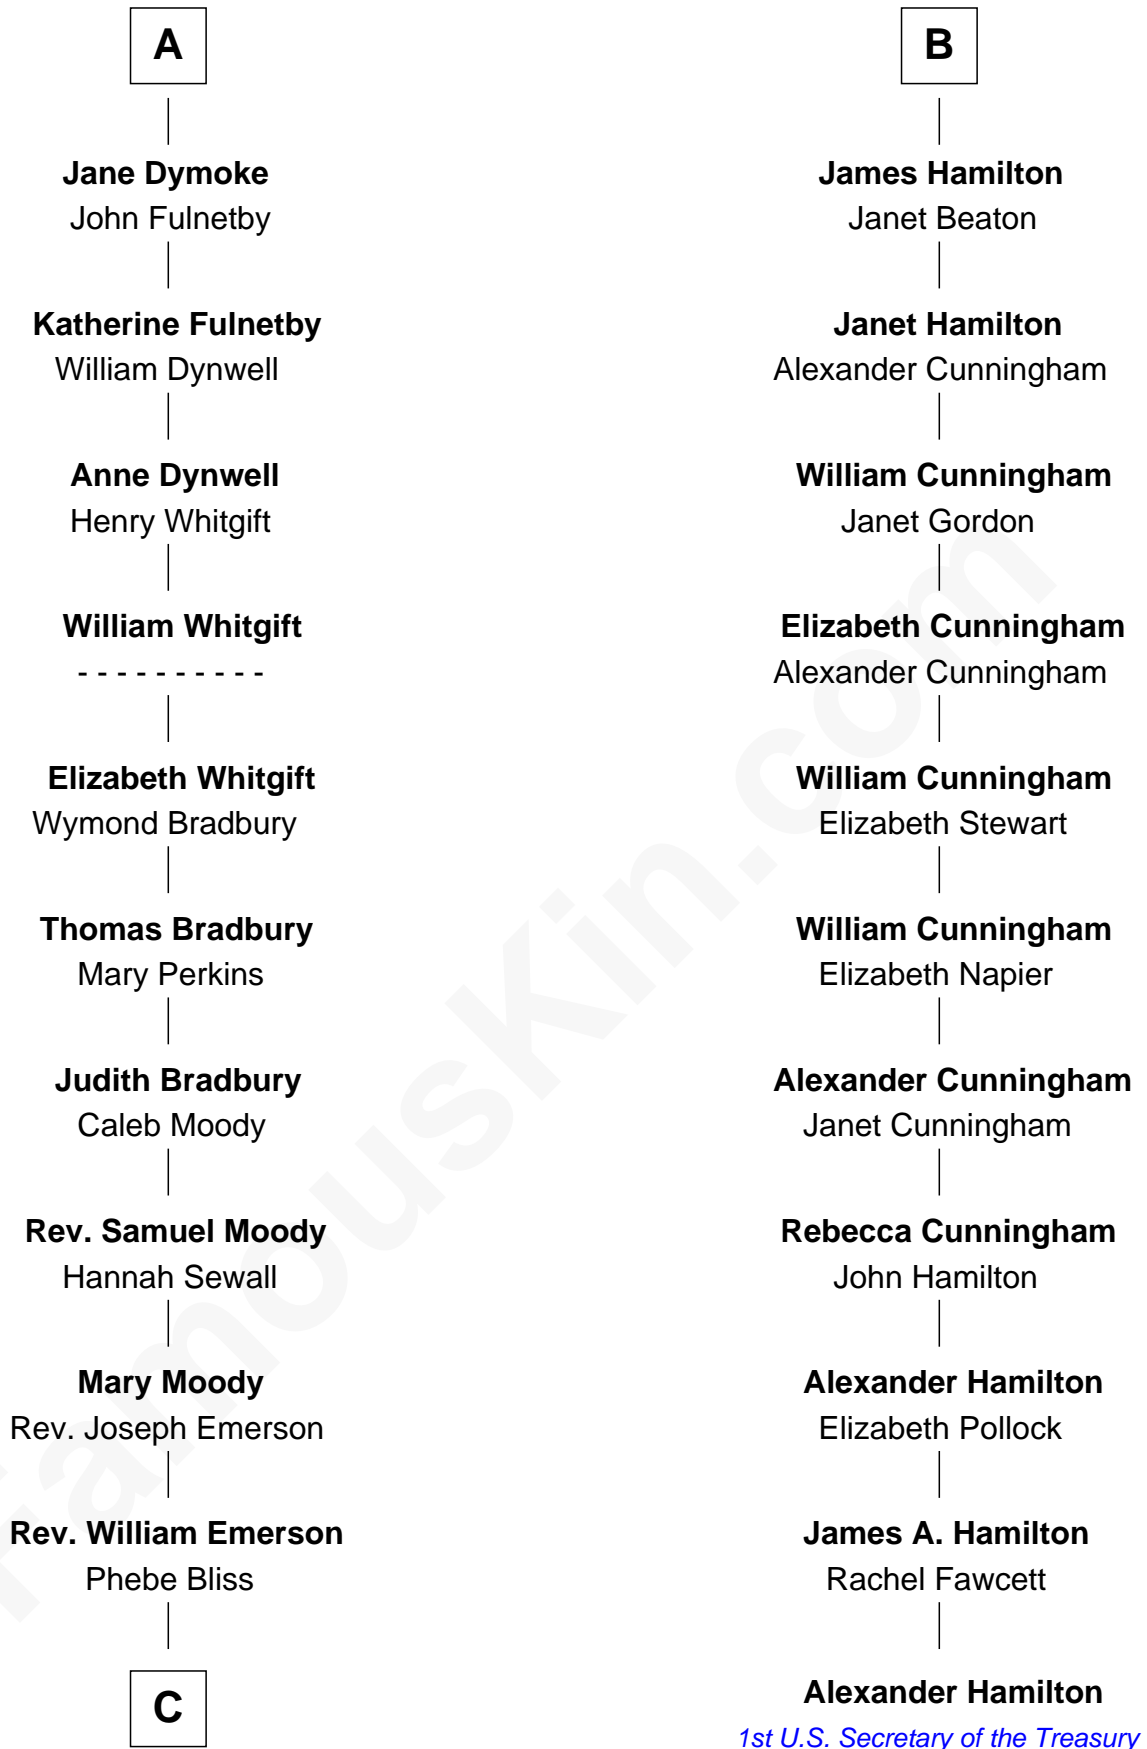 A
Jane Dymoke
John Fulnetby
Katherine Fulnetby
William Dynwell
Anne Dynwell
Henry Whitgift
William Whitgift
- - - - - - - - - -
Elizabeth Whitgift
Wymond Bradbury
Thomas Bradbury
Mary Perkins
Judith Bradbury
Caleb Moody
Rev. Samuel Moody
Hannah Sewall
Mary Moody
Rev. Joseph Emerson
Rev. William Emerson
Phebe Bliss
C
B
James Hamilton
Janet Beaton
Janet Hamilton
Alexander Cunningham
William Cunningham
Janet Gordon
Elizabeth Cunningham
Alexander Cunningham
William Cunningham
Elizabeth Stewart
William Cunningham
Elizabeth Napier
Alexander Cunningham
Janet Cunningham
Rebecca Cunningham
John Hamilton
Alexander Hamilton
Elizabeth Pollock
James A. Hamilton
Rachel Fawcett
Alexander Hamilton
1st U.S. Secretary of the Treasury
FamousKin.com